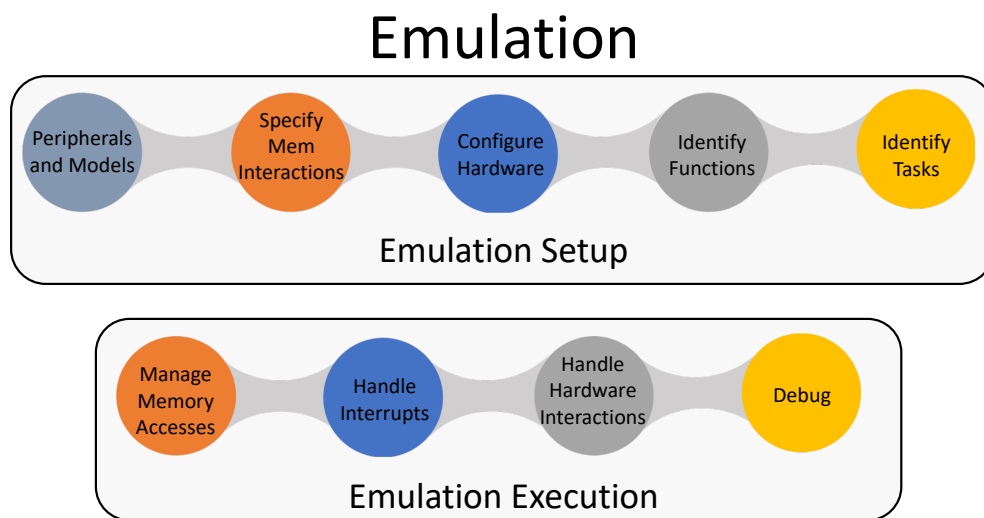 Emulation
Peripherals
and Models
Specify
Mem
Interactions
Configure
Hardware
Identify
Functions
Identify
Tasks
Emulation Setup
Manage
Memory
Accesses
Handle
Interrupts
Handle
Hardware
Interactions
Debug
Emulation Execution